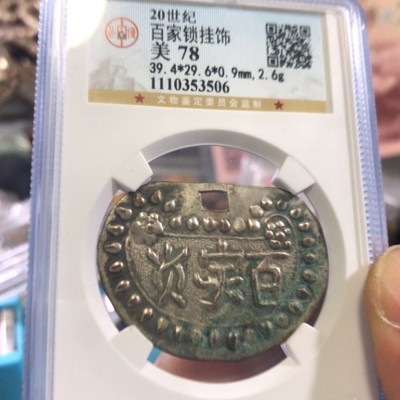 20世纪
百家锁挂饰
美 78
39.4*29.6*0.9mm,2.6g
1110353506
★ 文物鉴定委员会监制 ★
百家锁